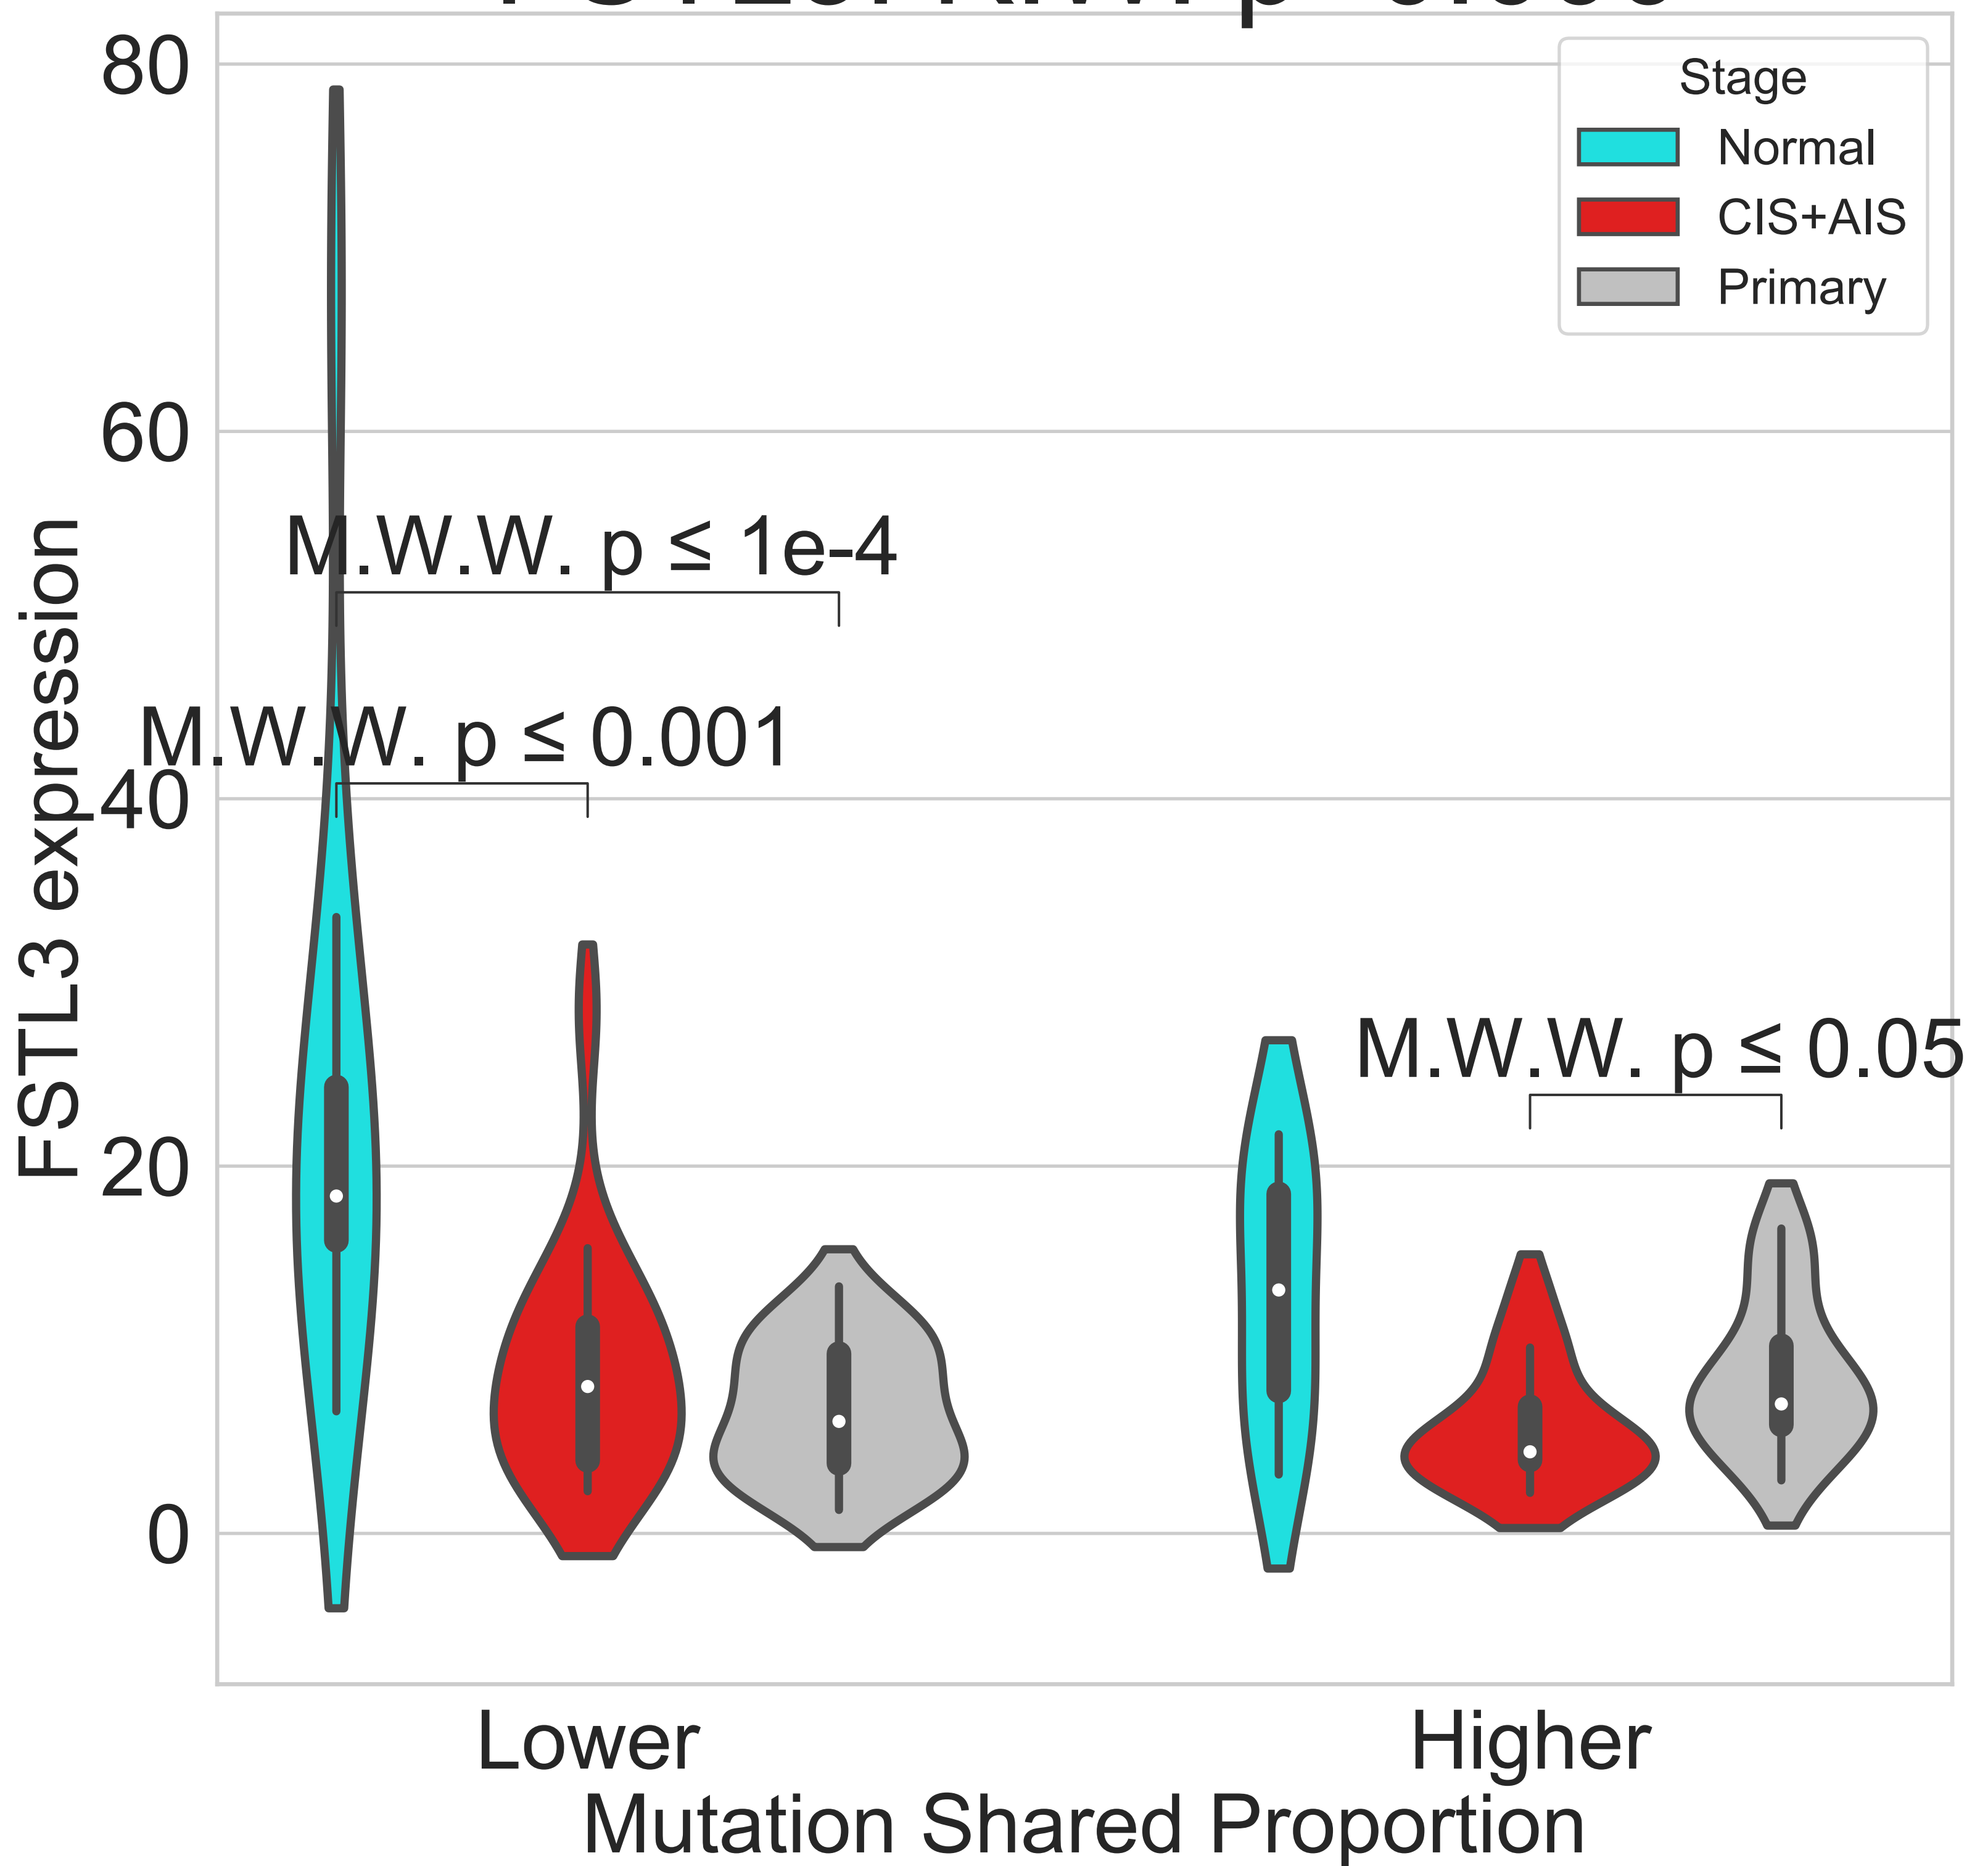 80
60
40
20
0
FSTL3 expression
Stage
Normal
CIS+AIS
Primary
M.W.W. p ≤ 1e-4
M.W.W. p ≤ 0.001
M.W.W. p ≤ 0.05
Lower
Higher
Mutation Shared Proportion